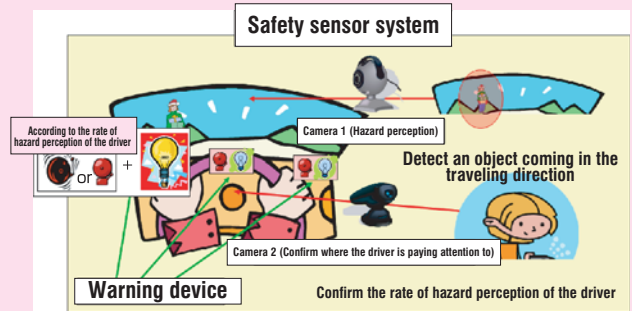 Safety sensor system
According to the rate of
hazard perception of the driver
or
+
Camera 1 (Hazard perception)
Detect an object coming in the
traveling direction
Camera 2 (Confirm where the driver is paying attention to)
Warning device
Confirm the rate of hazard perception of the driver